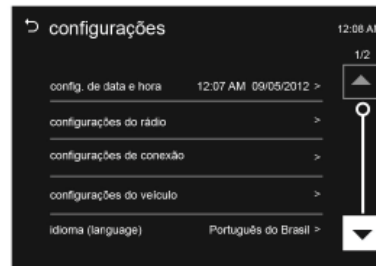 configurações
12:08 AM
1/2
config. de data e hora 12:07 AM 09/05/2012 >
configurações do rádio >
configurações de conexão >
configurações do veículo >
idioma (language) Português do Brasil >